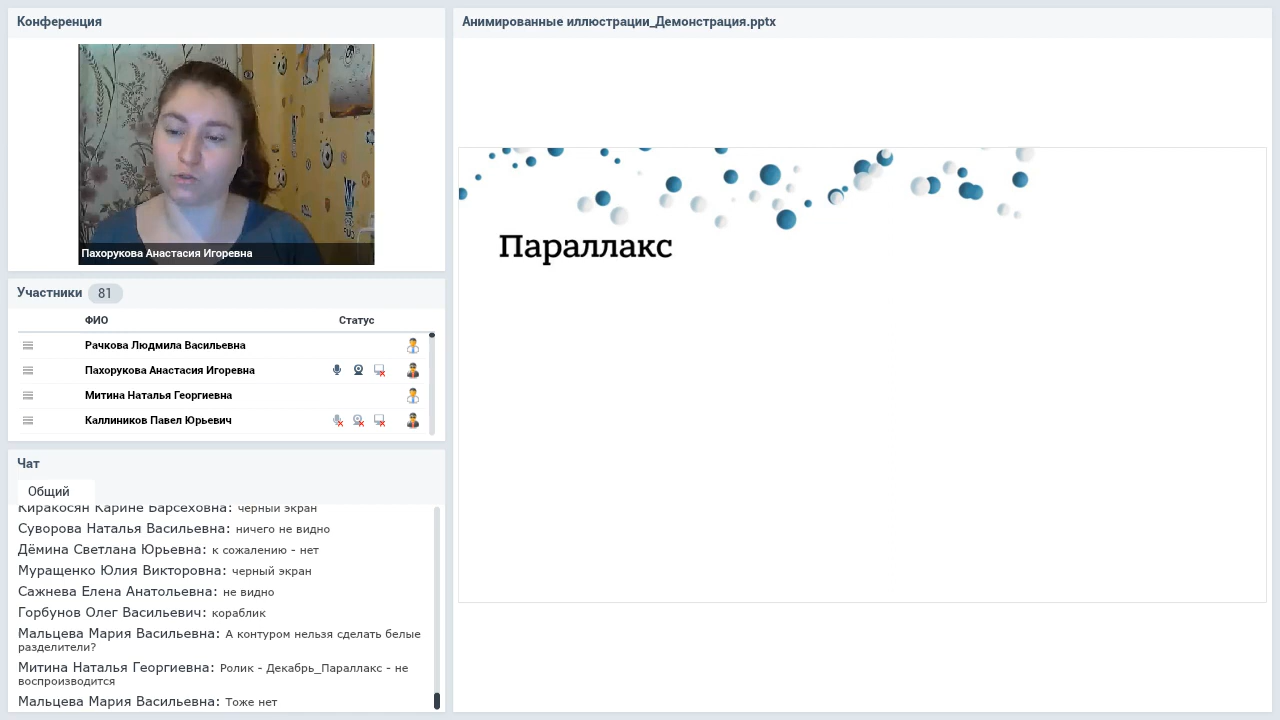 Конференция
Пахорукова Анастасия Игоревна
Участники 81
ФИО Статус
Рачкова Людмила Васильевна
Пахорукова Анастасия Игоревна
Митина Наталья Георгиевна
Каллиников Павел Юрьевич
Чат
Общий
Киракосян Карине Варсеховна: черный экран
Суворова Наталья Васильевна: ничего не видно
Дёмина Светлана Юрьевна: к сожалению - нет
Муращенко Юлия Викторовна: черный экран
Сажнева Елена Анатольевна: не видно
Горбунов Олег Васильевич: кораблик
Мальцева Мария Васильевна: А контуром нельзя сделать белые
разделители?
Митина Наталья Георгиевна: Ролик - Декабрь_Параллакс - не
воспроизводится
Мальцева Мария Васильевна: Тоже нет
Анимированные иллюстрации_Демонстрация.pptx
Параллакс